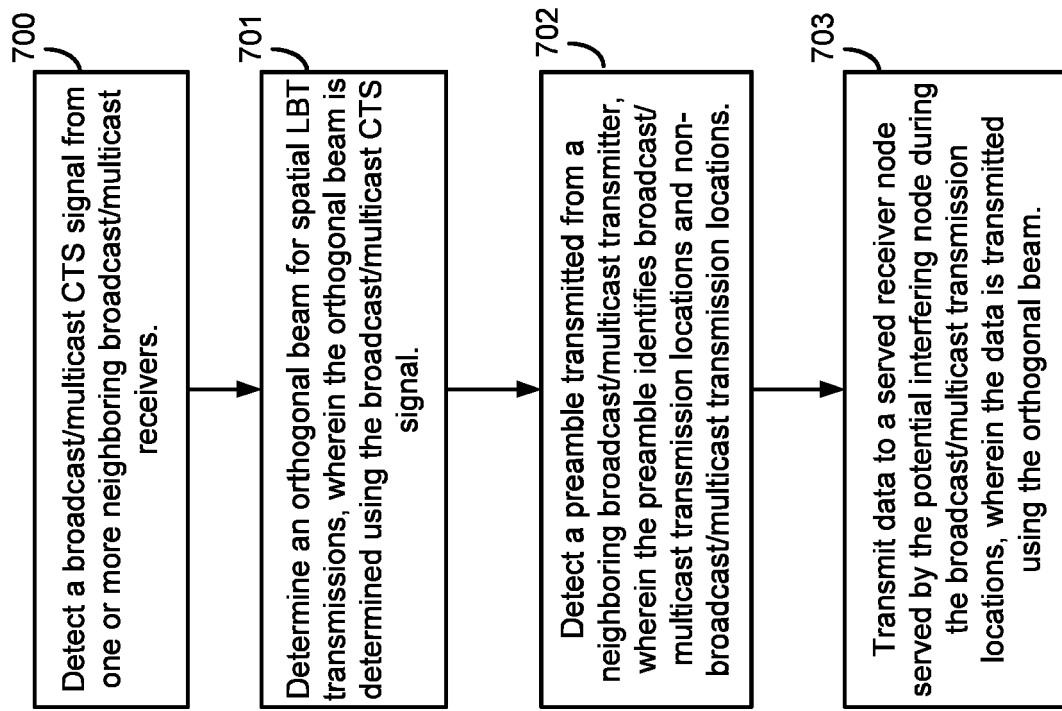 700
Detect a broadcast/multicast CTS signal from
one or more neighboring broadcast/multicast
receivers.
701
Determine an orthogonal beam for spatial LBT
transmissions, wherein the orthogonal beam is
determined using the broadcast/multicast CTS
signal.
702
Detect a preamble transmitted from a
neighboring broadcast/multicast transmitter,
wherein the preamble identifies broadcast/
multicast transmission locations and non-
broadcast/multicast transmission locations.
703
Transmit data to a served receiver node
served by the potential interfering node during
the broadcast/multicast transmission
locations, wherein the data is transmitted
using the orthogonal beam.